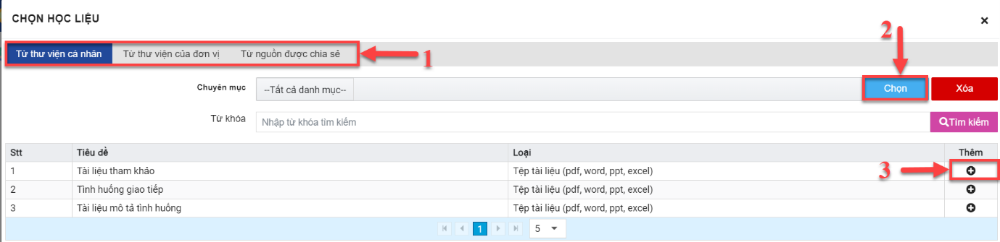 CHỌN HỌC LIỆU
2
Từ thư viện cá nhân Từ thư viện của đơn vị Từ nguồn được chia sẻ
1
Chuyên mục --Tất cả danh mục-- Chọn Xóa
Từ khóa Nhập từ khóa tìm kiếm Tìm kiếm
Stt Tiêu đề Loại Thêm
1 Tài liệu tham khảo Tệp tài liệu (pdf, word, ppt, excel)
3
2 Tình huống giao tiếp Tệp tài liệu (pdf, word, ppt, excel)
3 Tài liệu mô tả tình huống Tệp tài liệu (pdf, word, ppt, excel)
1 5